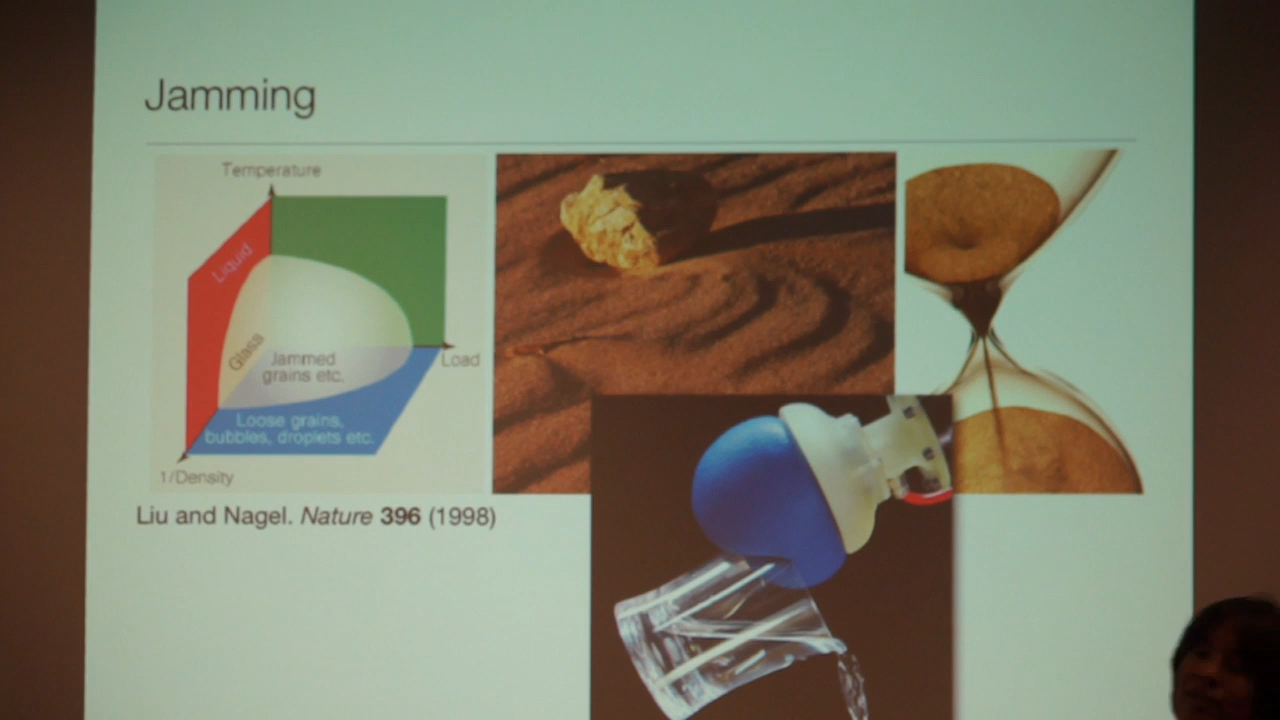 Jamming
Temperature
Liquid
Glass
Jammed
grains etc.
Load
Loose grains,
bubbles, droplets etc.
1/Density
Liu and Nagel. Nature 396 (1998)